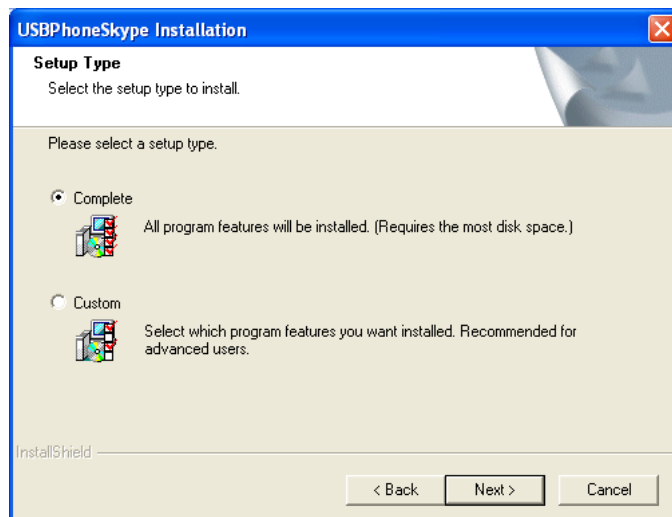 USBPhoneSkype Installation
Setup Type
Select the setup type to install.
Please select a setup type.
Complete
All program features will be installed. (Requires the most disk space.)
Custom
Select which program features you want installed. Recommended for
advanced users.
InstallShield
< Back
Next >
Cancel